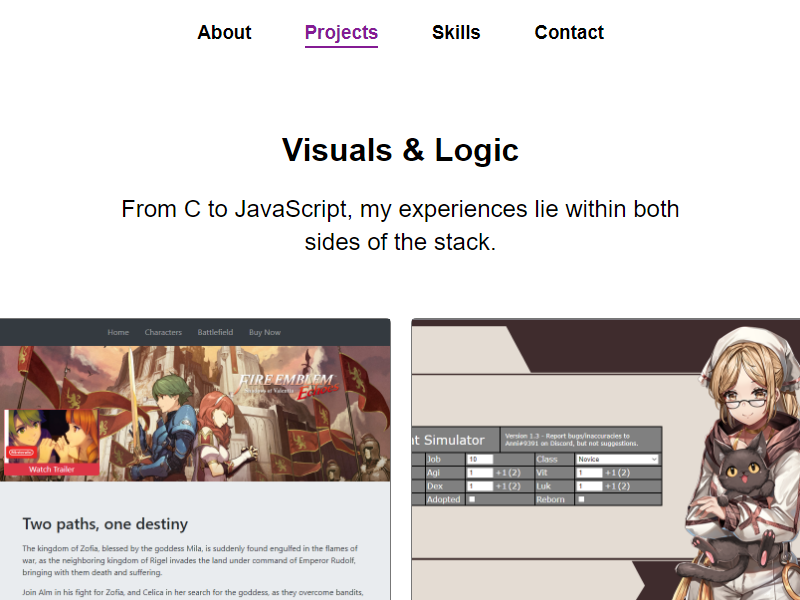 About Projects Skills Contact
Visuals & Logic
From C to JavaScript, my experiences lie within both
sides of the stack.
Home Characters Battlefield Buy Now
FIRE EMBLEM
Echoes
Nintendo
Watch Trailer
Two paths, one destiny
The kingdom of Zofia, blessed by the goddess Mila, is suddenly found engulfed in the flames of
war, as the neighboring kingdom of Rigel invades the land under command of Emperor Rudolf,
bringing with them death and suffering.
Join Alm in his fight for Zofia, and Celica in her search for the goddess, as they overcome bandits,
t Simulator
Version 1.3 - Report bugs/inaccuracies to
on Discord, but not suggestions.
Job 10 Class Novice
Agi 1 +1(2) Vit 1 +1(2)
Dex 1 +1(2) Luk 1 +1(2)
Adopted Reborn